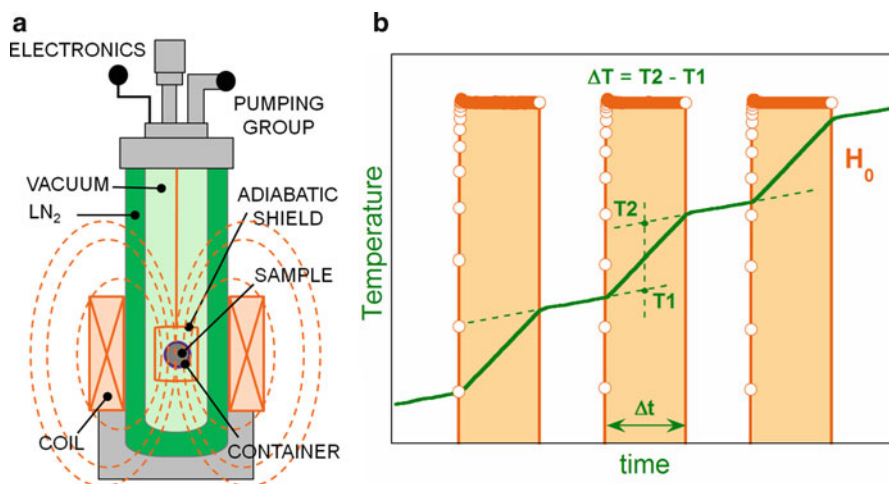 a
ELECTRONICS
PUMPING
GROUP
VACUUM
LN₂
ADIABATIC
SHIELD
SAMPLE
COIL
CONTAINER
b
ΔT = T2 - T1
H₀
T2
T1
Δt
Temperature
time